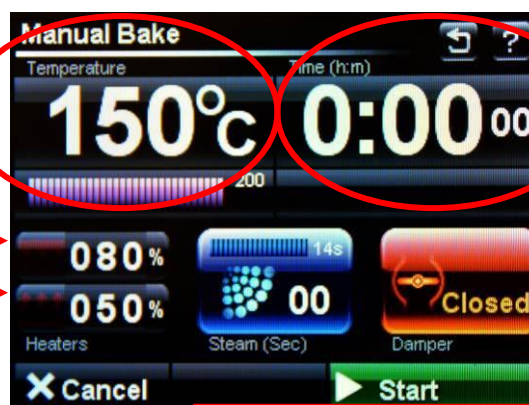 Manual Bake ?
Temperature Time (h:m)
150°C 0:00 00
200
080%
050%
14s
00
Closed
Heaters Steam (Sec) Damper
Cancel Start